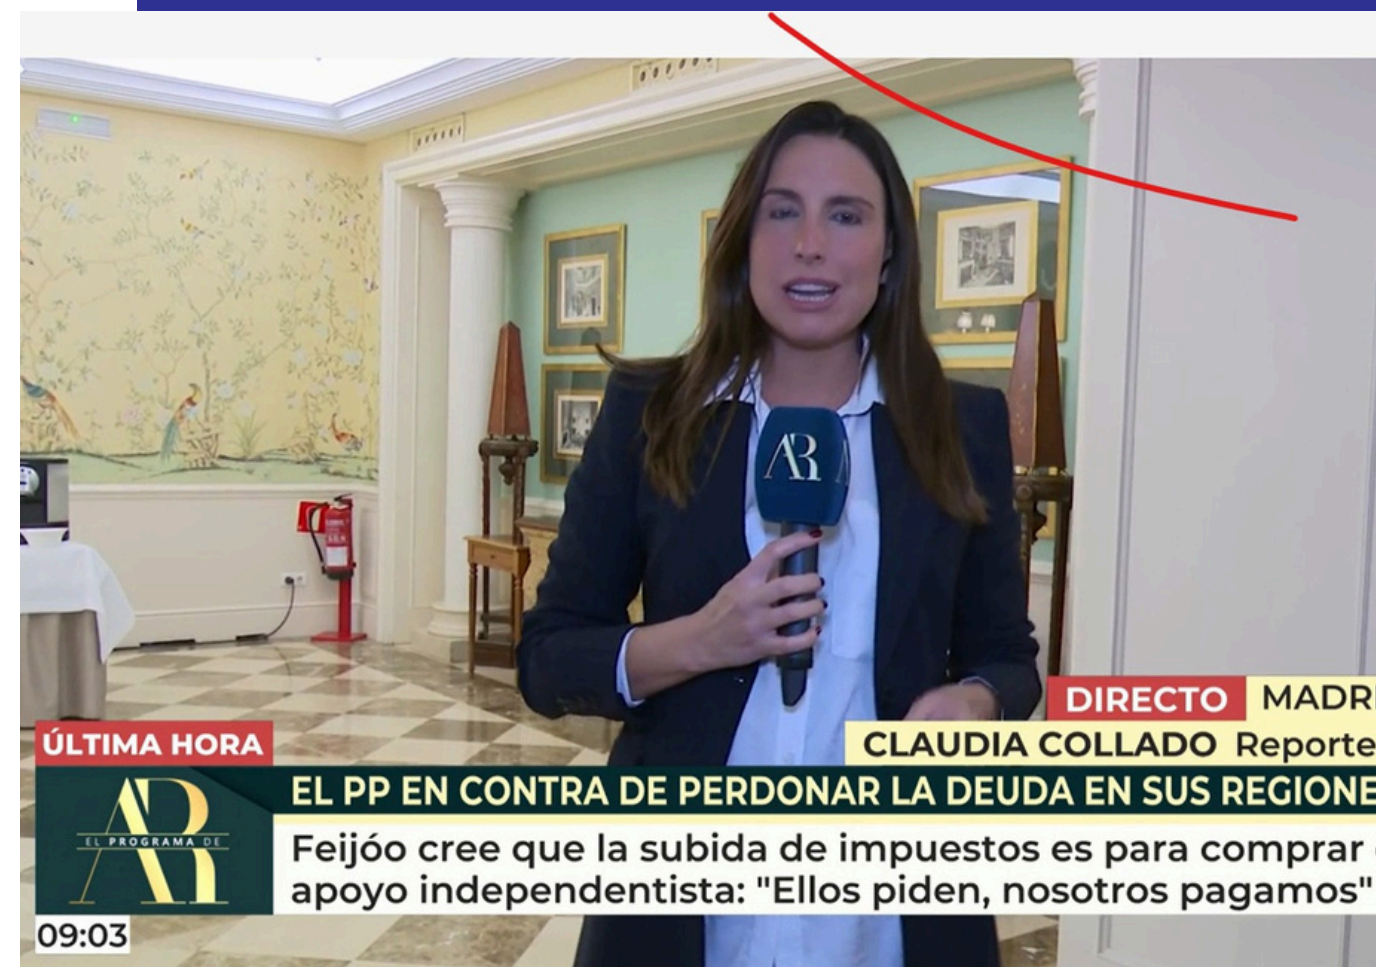 AR
DIRECTO MADRI
ÚLTIMA HORA
CLAUDIA COLLADO Reporte
EL PP EN CONTRA DE PERDONAR LA DEUDA EN SUS REGIONE
AR
EL PROGRAMA DE
Feijóo cree que la subida de impuestos es para comprar
apoyo independentista: "Ellos piden, nosotros pagamos"
09:03